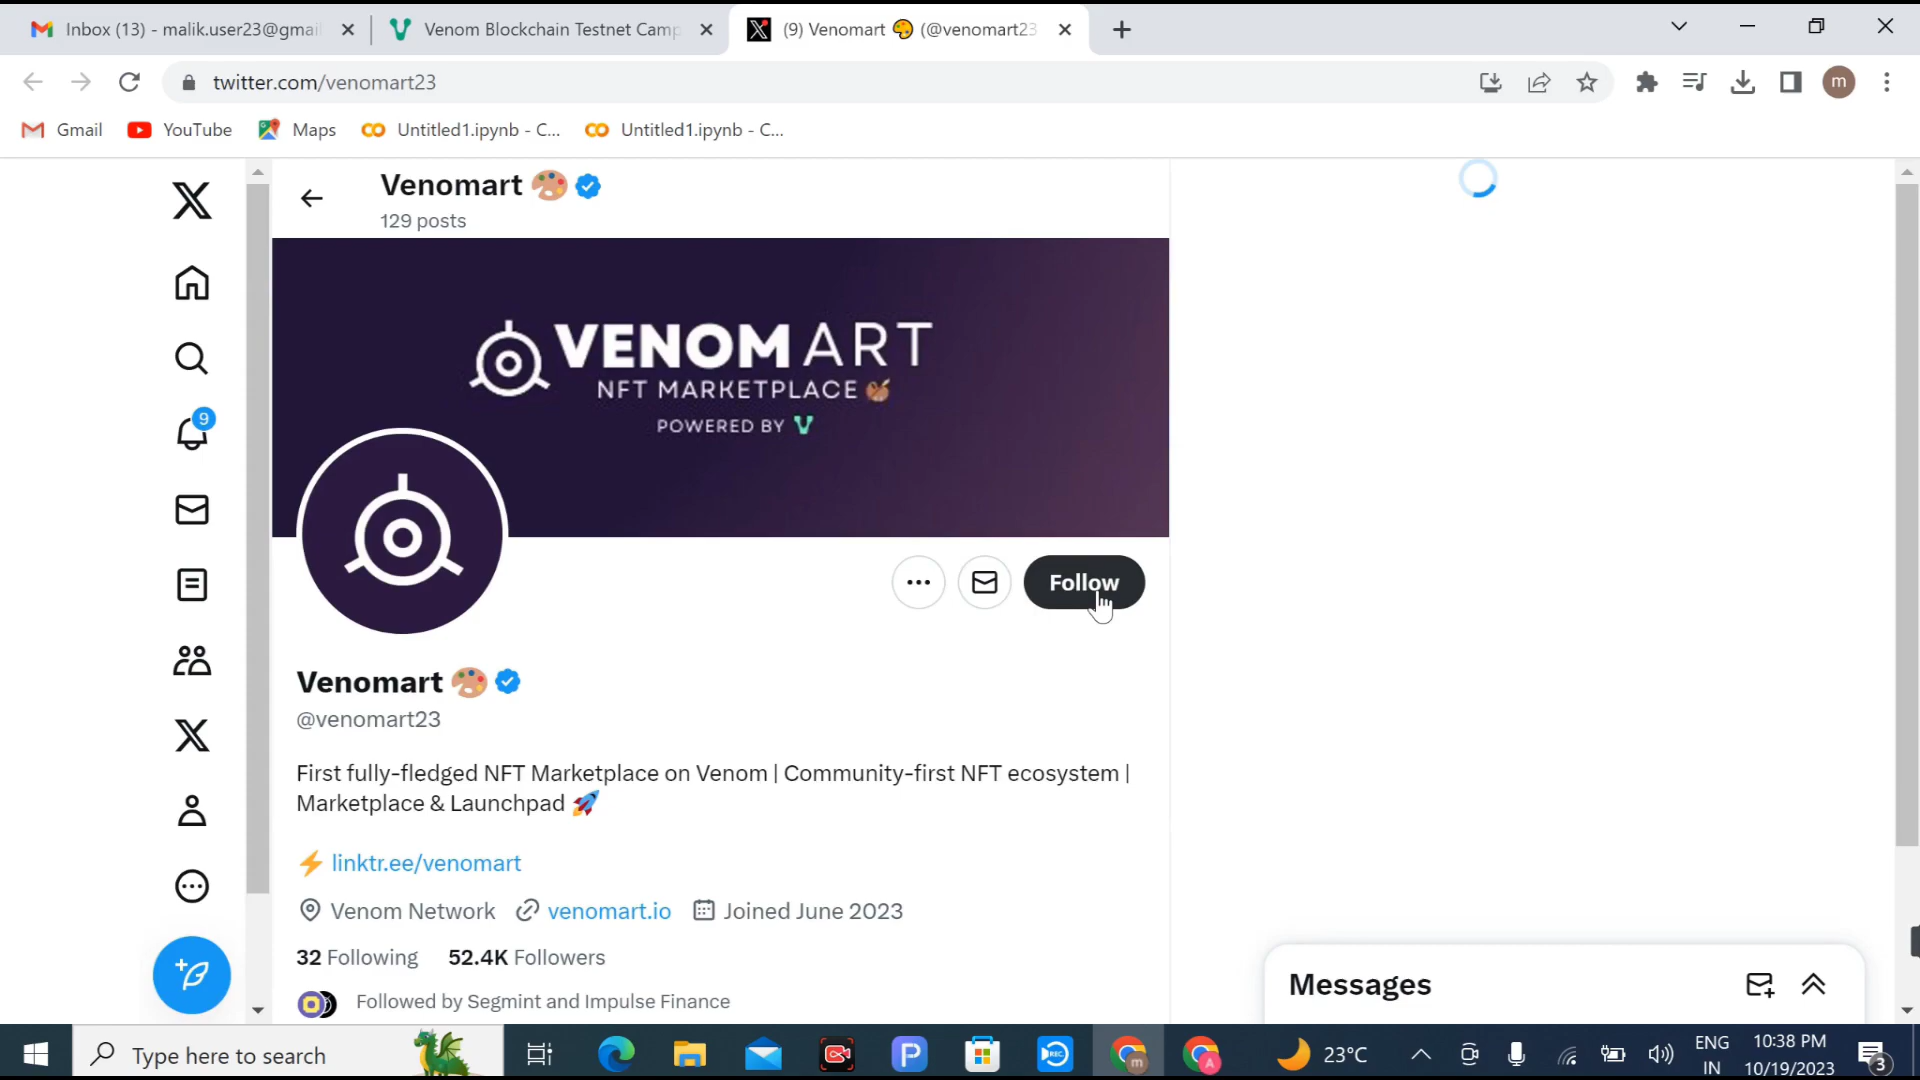 Inbox (13) - malik.user23@gmai
Venom Blockchain Testnet Camp
(9) Venomart 🎨 (@venomart23
twitter.com/venomart23
m
Gmail
YouTube
Maps
Untitled1.ipynb - C...
Untitled1.ipynb - C...
Venomart 🎨
129 posts
VENOM ART
NFT MARKETPLACE
POWERED BY
9
Follow
Venomart 🎨
@venomart23
First fully-fledged NFT Marketplace on Venom | Community-first NFT ecosystem |
Marketplace & Launchpad 🚀
⚡ linktr.ee/venomart
Venom Network
venomart.io
Joined June 2023
32 Following
52.4K Followers
Followed by Segmint and Impulse Finance
Messages
Type here to search
P
REC
m
A
23°C
ENG
IN
10:38 PM
10/19/2023
3